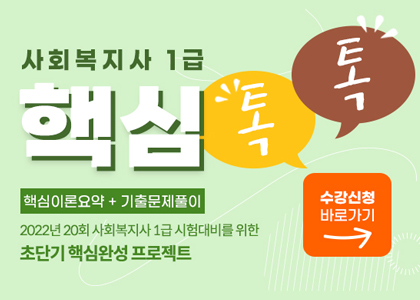 사회복지사 1급
핵심
톡
톡
핵심이론요약 + 기출문제풀이
2022년 20회 사회복지사 1급 시험대비를 위한
초단기 핵심완성 프로젝트
수강신청
바로가기